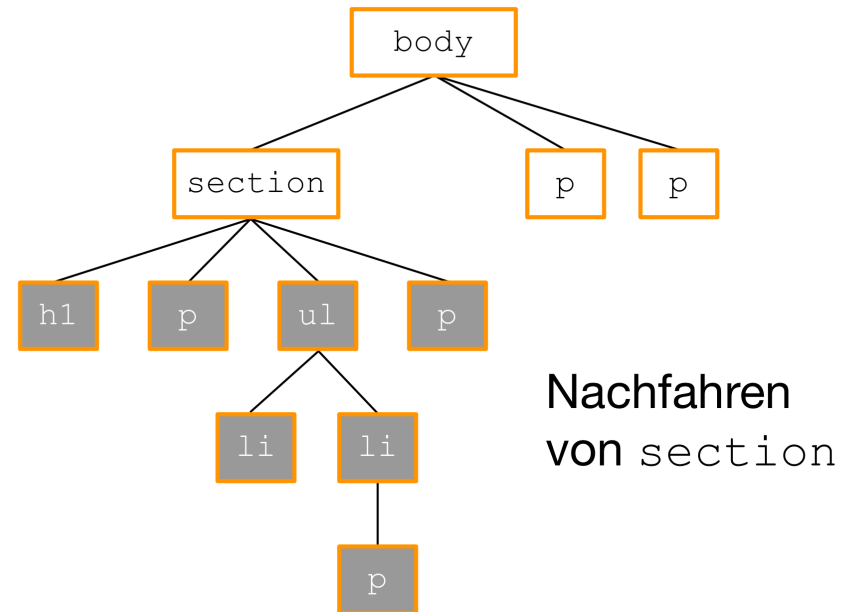 body
section
p
p
h1
p
ul
p
li
li
p
Nachfahren
von section